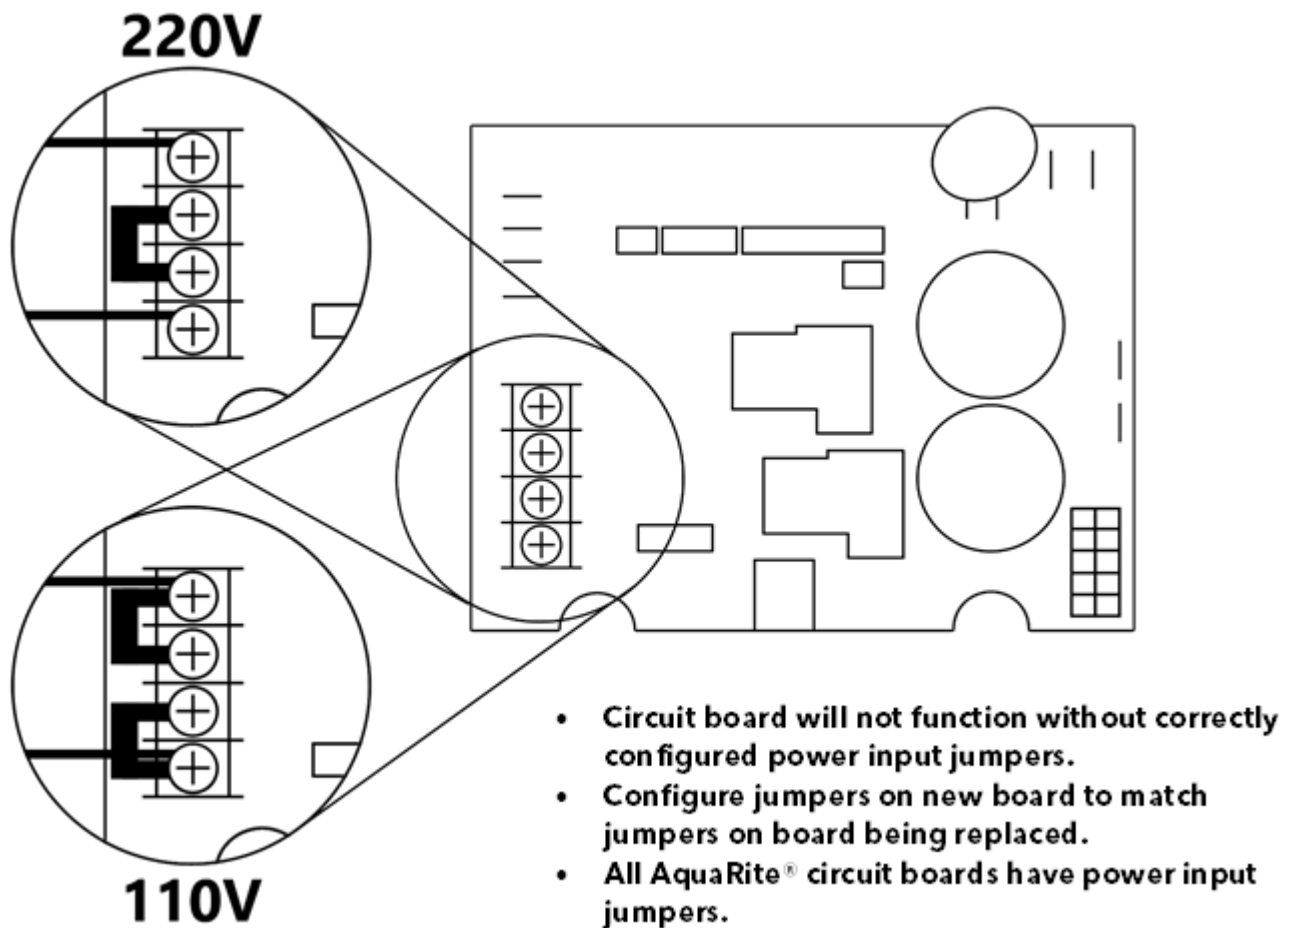 220V
110V
• Circuit board will not function without correctly
configured power input jumpers.
• Configure jumpers on new board to match
jumpers on board being replaced.
• All AquaRite® circuit boards have power input
jumpers.